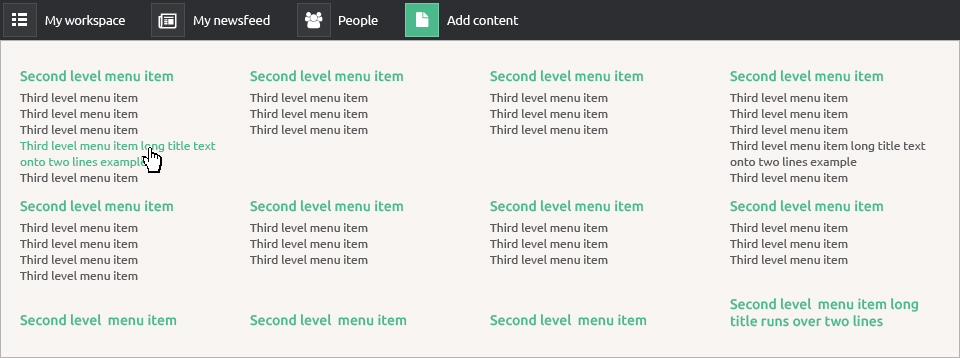 My workspace My newsfeed People Add content
Second level menu item
Third level menu item
Third level menu item
Third level menu item
Third level menu item long title text
onto two lines example
Third level menu item
Second level menu item
Third level menu item
Third level menu item
Third level menu item
Second level menu item
Third level menu item
Third level menu item
Third level menu item
Second level menu item
Third level menu item
Third level menu item
Third level menu item
Third level menu item long title text
onto two lines example
Third level menu item
Second level menu item
Third level menu item
Third level menu item
Third level menu item
Third level menu item
Second level menu item
Third level menu item
Third level menu item
Third level menu item
Second level menu item
Third level menu item
Third level menu item
Third level menu item
Second level menu item
Third level menu item
Third level menu item
Third level menu item
Second level menu item
Second level menu item
Second level menu item
Second level menu item long
title runs over two lines